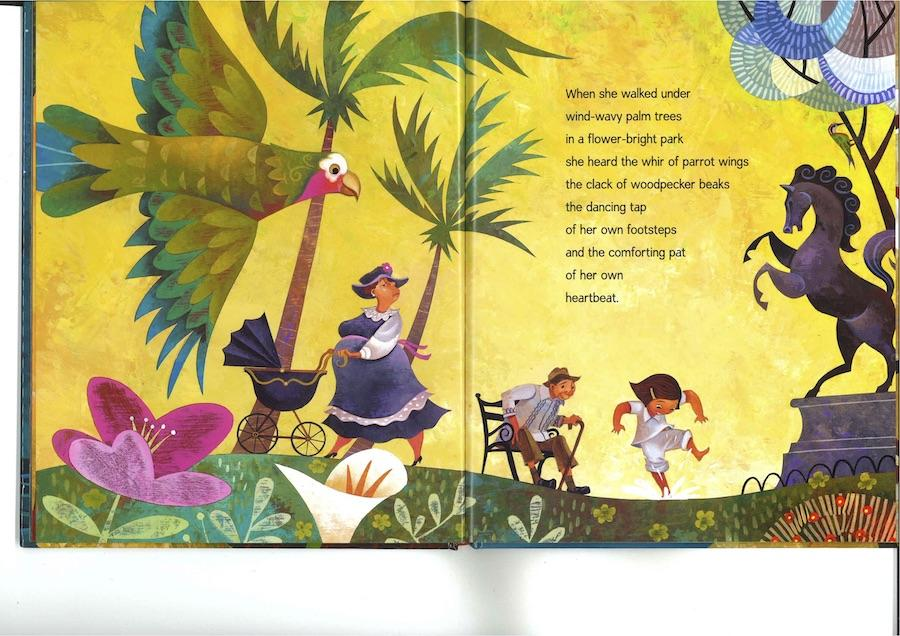 When she walked under
wind-wavy palm trees
in a flower-bright park
she heard the whir of parrot wings
the clack of woodpecker beaks
the dancing tap
of her own footsteps
and the comforting pat
of her own
heartbeat.